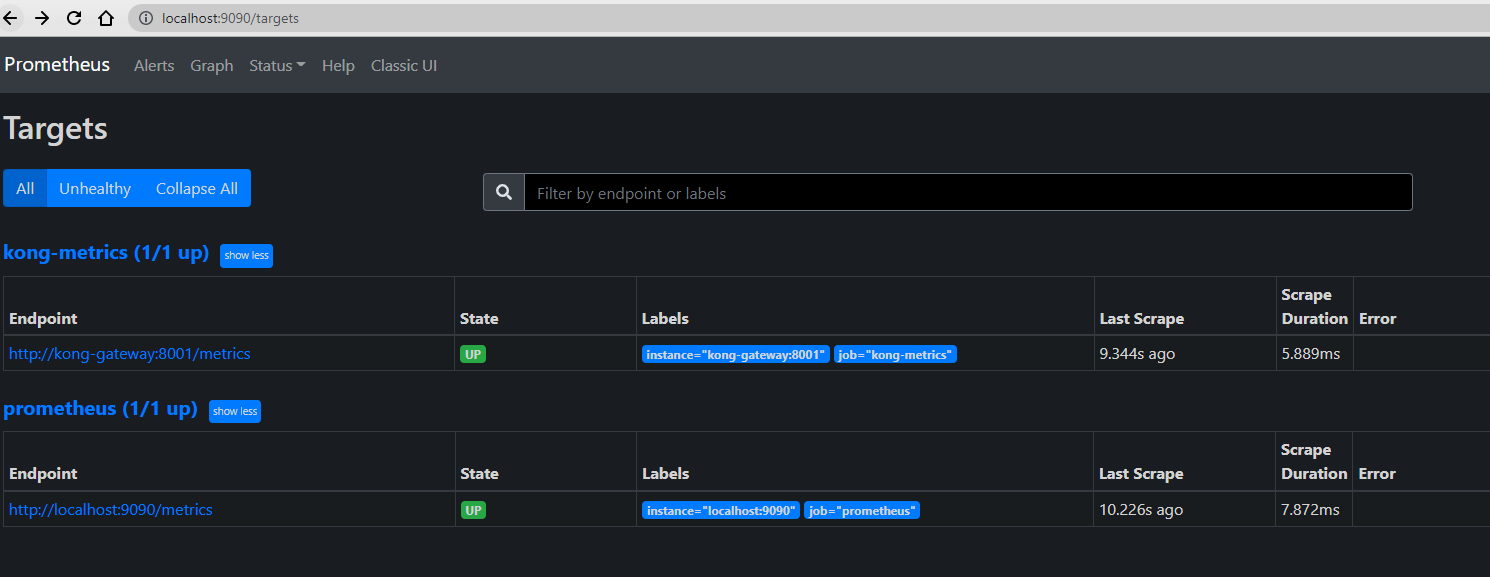 localhost:9090/targets
Prometheus Alerts Graph Status Help Classic UI
Targets
All Unhealthy Collapse All Filter by endpoint or labels
kong-metrics (1/1 up) show less
Endpoint State Labels Last Scrape Scrape Duration Error
http://kong-gateway:8001/metrics UP instance="kong-gateway:8001" job="kong-metrics" 9.344s ago 5.889ms
prometheus (1/1 up) show less
Endpoint State Labels Last Scrape Scrape Duration Error
http://localhost:9090/metrics UP instance="localhost:9090" job="prometheus" 10.226s ago 7.872ms